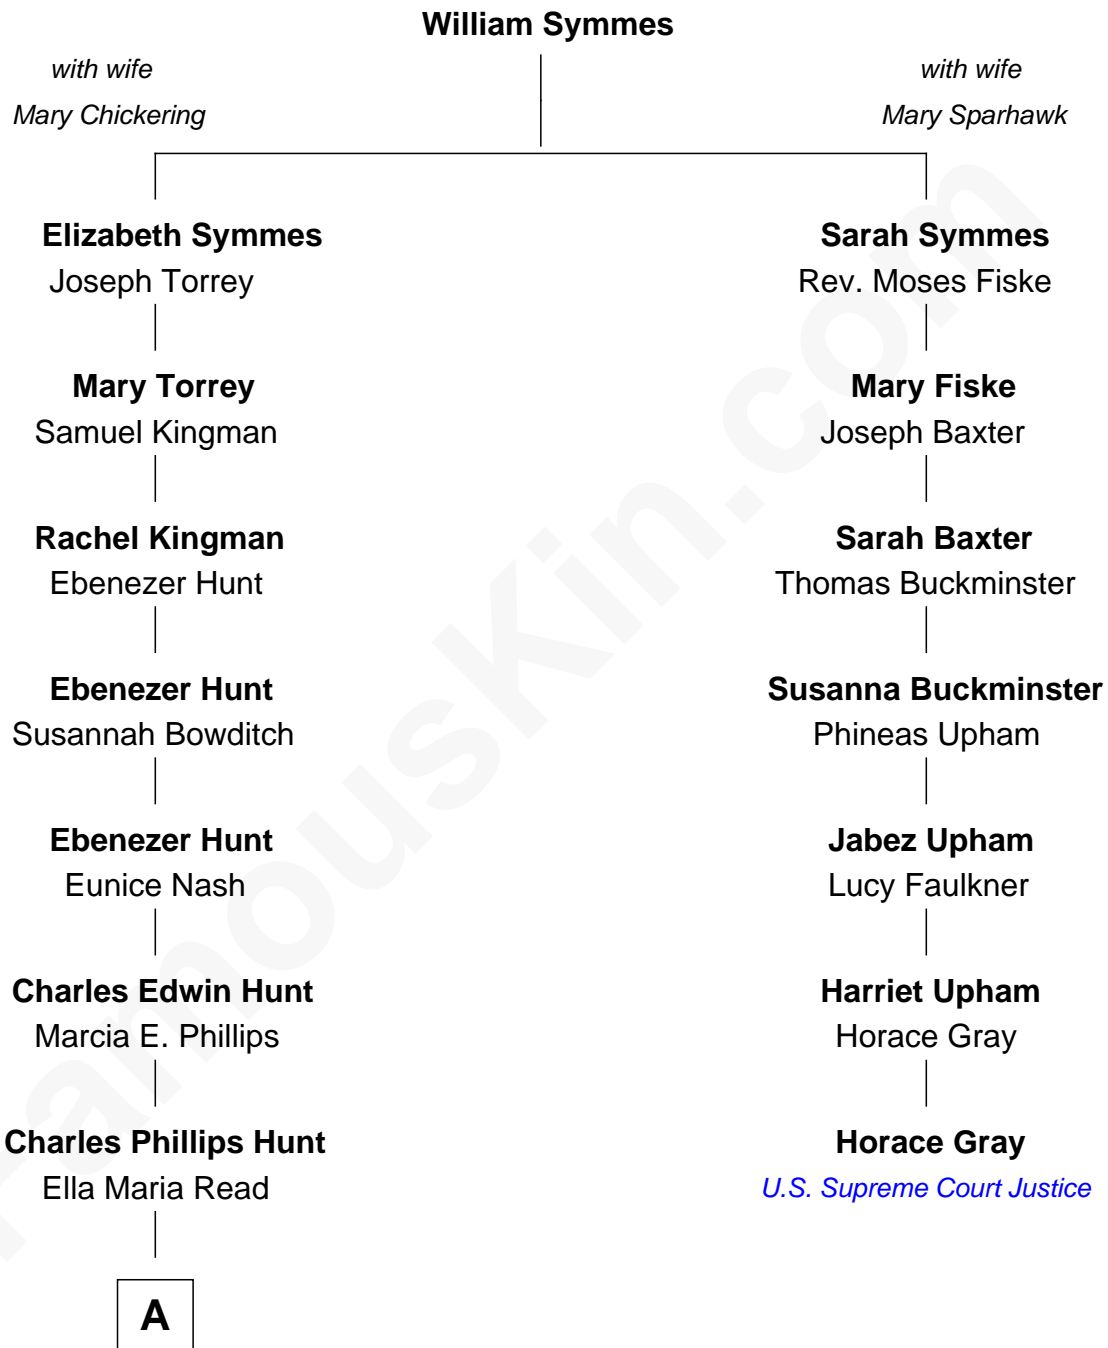 William Symmes
with wife
Mary Chickering
with wife
Mary Sparhawk
Elizabeth Symmes
Joseph Torrey
Sarah Symmes
Rev. Moses Fiske
Mary Torrey
Samuel Kingman
Mary Fiske
Joseph Baxter
Rachel Kingman
Ebenezer Hunt
Sarah Baxter
Thomas Buckminster
Ebenezer Hunt
Susannah Bowditch
Susanna Buckminster
Phineas Upham
Ebenezer Hunt
Eunice Nash
Jabez Upham
Lucy Faulkner
Charles Edwin Hunt
Marcia E. Phillips
Harriet Upham
Horace Gray
Charles Phillips Hunt
Ella Maria Read
Horace Gray
U.S. Supreme Court Justice
A
FamousKin.com